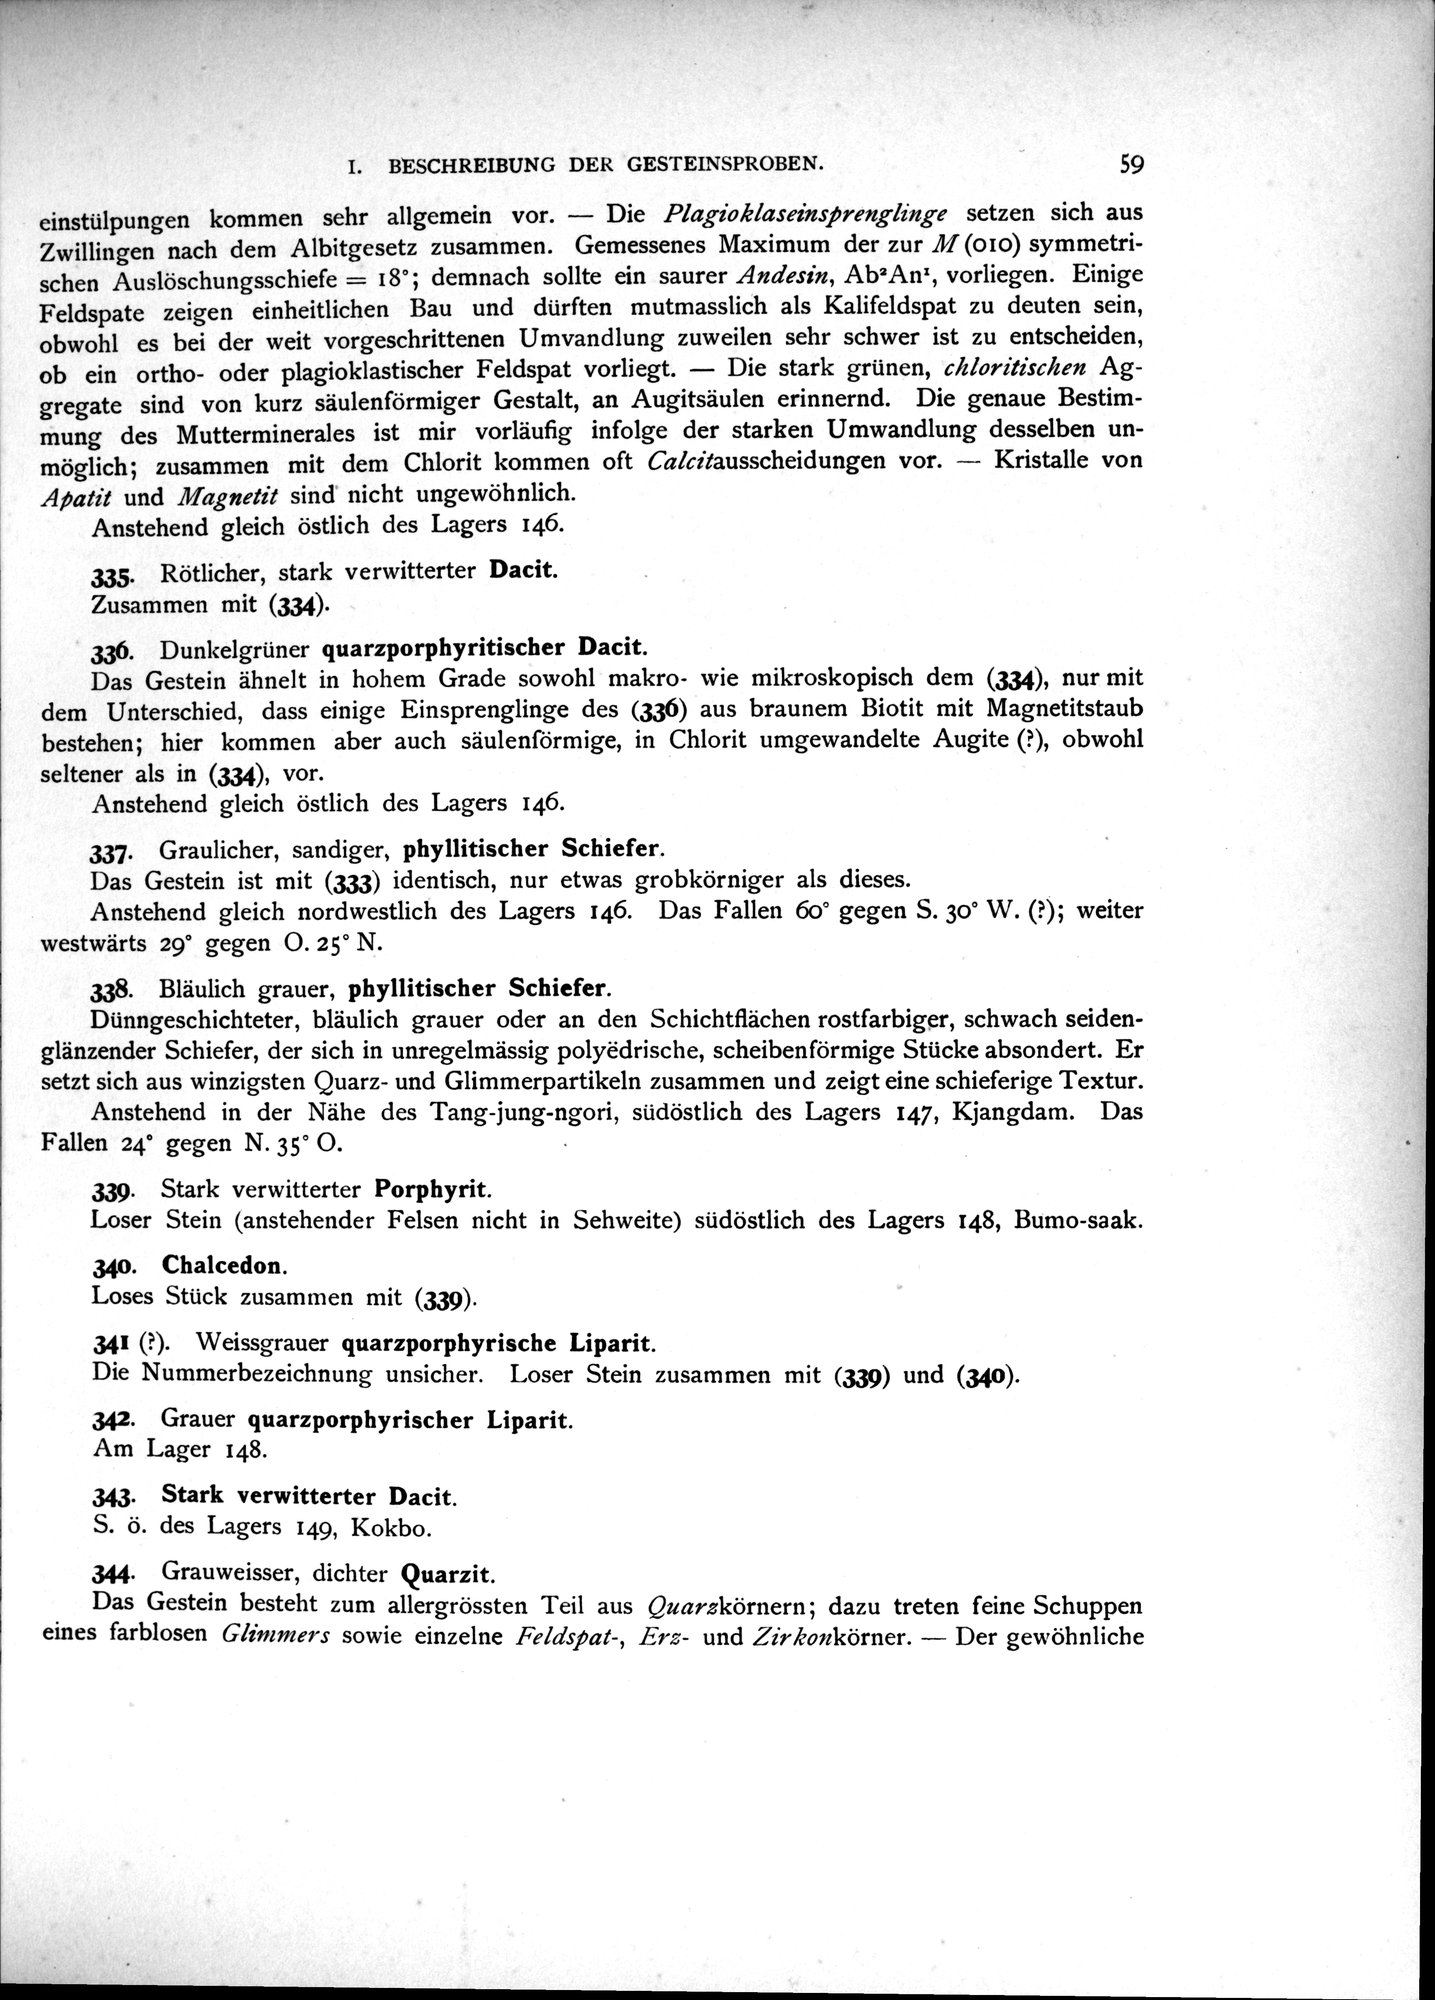 I. BESCHREIBUNG DER GESTEINSPROBEN. 59
einstülpungen kommen sehr allgemein vor. — Die Plagioklaseinsprenglinge setzen sich aus
Zwillingen nach dem Albitgesetz zusammen. Gemessenes Maximum der zur M (010) symmetri-
schen Auslöschungsschiefe = 18°; demnach sollte ein saurer Andesin, Ab²An¹, vorliegen. Einige
Feldspate zeigen einheitlichen Bau und dürften mutmasslich als Kalifeldspat zu deuten sein,
obwohl es bei der weit vorgeschrittenen Umvandlung zuweilen sehr schwer ist zu entscheiden,
ob ein ortho- oder plagioklastischer Feldspat vorliegt. — Die stark grünen, chloritischen Ag-
gregate sind von kurz säulenförmiger Gestalt, an Augitsäulen erinnernd. Die genaue Bestim-
mung des Mutterminerales ist mir vorläufig infolge der starken Umwandlung desselben un-
möglich; zusammen mit dem Chlorit kommen oft Calcitausscheidungen vor. — Kristalle von
Apatit und Magnetit sind nicht ungewöhnlich.
Anstehend gleich östlich des Lagers 146.
335. Rötlicher, stark verwitterter Dacit.
Zusammen mit (334).
336. Dunkelgrüner quarzporphyritischer Dacit.
Das Gestein ähnelt in hohem Grade sowohl makro- wie mikroskopisch dem (334), nur mit
dem Unterschied, dass einige Einsprenglinge des (336) aus braunem Biotit mit Magnetitstaub
bestehen; hier kommen aber auch säulenförmige, in Chlorit umgewandelte Augite (?), obwohl
seltener als in (334), vor.
Anstehend gleich östlich des Lagers 146.
337. Graulicher, sandiger, phyllitischer Schiefer.
Das Gestein ist mit (333) identisch, nur etwas grobkörniger als dieses.
Anstehend gleich nordwestlich des Lagers 146. Das Fallen 60° gegen S. 30° W. (?); weiter
westwärts 29° gegen O. 25° N.
338. Bläulich grauer, phyllitischer Schiefer.
Dünngeschichteter, bläulich grauer oder an den Schichtflächen rostfarbiger, schwach seiden-
glänzender Schiefer, der sich in unregelmässig polyëdrische, scheibenförmige Stücke absondert. Er
setzt sich aus winzigsten Quarz- und Glimmerpartikeln zusammen und zeigt eine schieferige Textur.
Anstehend in der Nähe des Tang-jung-ngori, südöstlich des Lagers 147, Kjangdam. Das
Fallen 24° gegen N. 35° O.
339. Stark verwitterter Porphyrit.
Loser Stein (anstehender Felsen nicht in Sehweite) südöstlich des Lagers 148, Bumo-saak.
340. Chalcedon.
Loses Stück zusammen mit (339).
341 (?). Weissgrauer quarzporphyrische Liparit.
Die Nummerbezeichnung unsicher. Loser Stein zusammen mit (339) und (340).
342. Grauer quarzporphyrischer Liparit.
Am Lager 148.
343. Stark verwitterter Dacit.
S. ö. des Lagers 149, Kokbo.
344. Grauweisser, dichter Quarzit.
Das Gestein besteht zum allergrössten Teil aus Quarzkörnern; dazu treten feine Schuppen
eines farblosen Glimmers sowie einzelne Feldspat-, Erz- und Zirkonkörner. — Der gewöhnliche